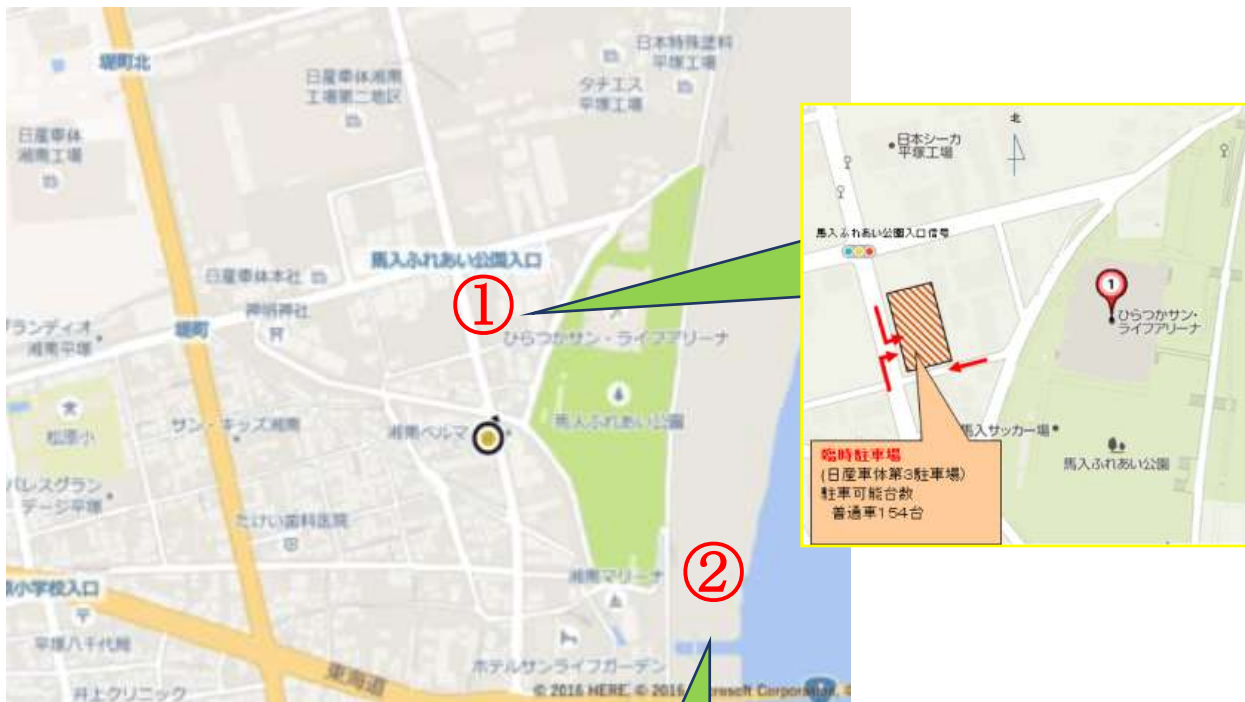 堤町北
日産車体湘南
工場第二地区
日本特殊塗料
平塚工場
タチエス
平塚工場
日産車体
湘南工場
馬入ふれあい公園入口
日産車体本社
①
神明神社
堤町
グランディオ
湘南平塚
ひらつかサン・ライフアリーナ
松原小
サン・キッズ湘南
湘南ベルマ
馬入ふれあい公園
パレスグラン
デージ平塚
たけい歯科医院
②
湘南マリーナ
小学校入口
平塚八千代郵
ホテルサンライフガーデン
東海道
井上クリニック
© 2016 HERE, © 2016
Microsoft Corporation, ©
北
日本シーカ
平塚工場
馬入ふれあい公園入口信号
1
ひらつかサン・
ライフアリーナ
馬入サッカー場
馬入ふれあい公園
臨時駐車場
(日産車体第3駐車場)
駐車可能台数
普通車154台